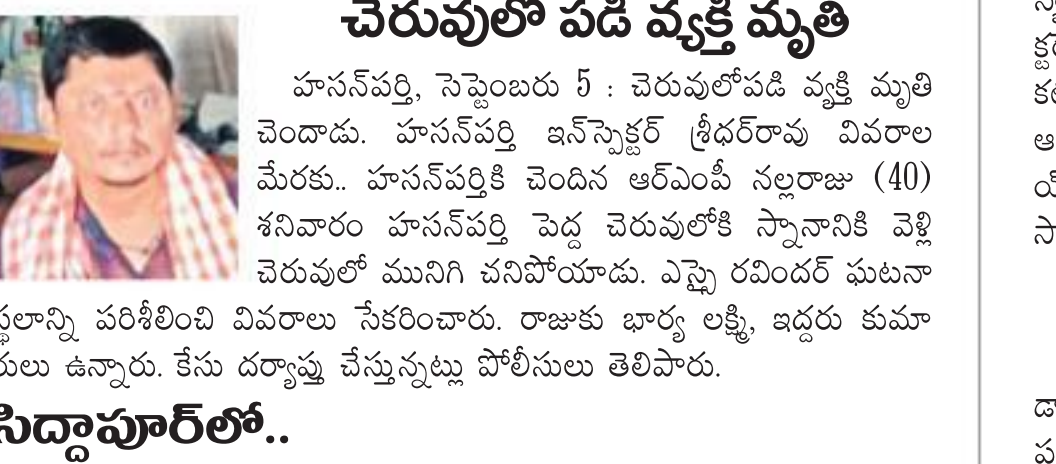 చెరువులో పడి వ్యక్తి మృతి
హసన్‌పర్తి, సెప్టెంబరు 5 : చెరువులోపడి వ్యక్తి మృతి
చెందాడు. హసన్‌పర్తి ఇన్‌స్పెక్టర్ శ్రీధర్‌రావు వివరాల
మేరకు.. హసన్‌పర్తికి చెందిన ఆర్ఎంపీ నల్లరాజు (40)
శనివారం హసన్‌పర్తి పెద్ద చెరువులోకి స్నానానికి వెళ్లి
చెరువులో మునిగి చనిపోయాడు. ఎస్సై రవిందర్ ఘటనా
స్థలాన్ని పరిశీలించి వివరాలు సేకరించారు. రాజుకు భార్య లక్ష్మి, ఇద్దరు కుమా
రులు ఉన్నారు. కేసు దర్యాప్తు చేస్తున్నట్లు పోలీసులు తెలిపారు.
సిద్దాపూర్‌లో..